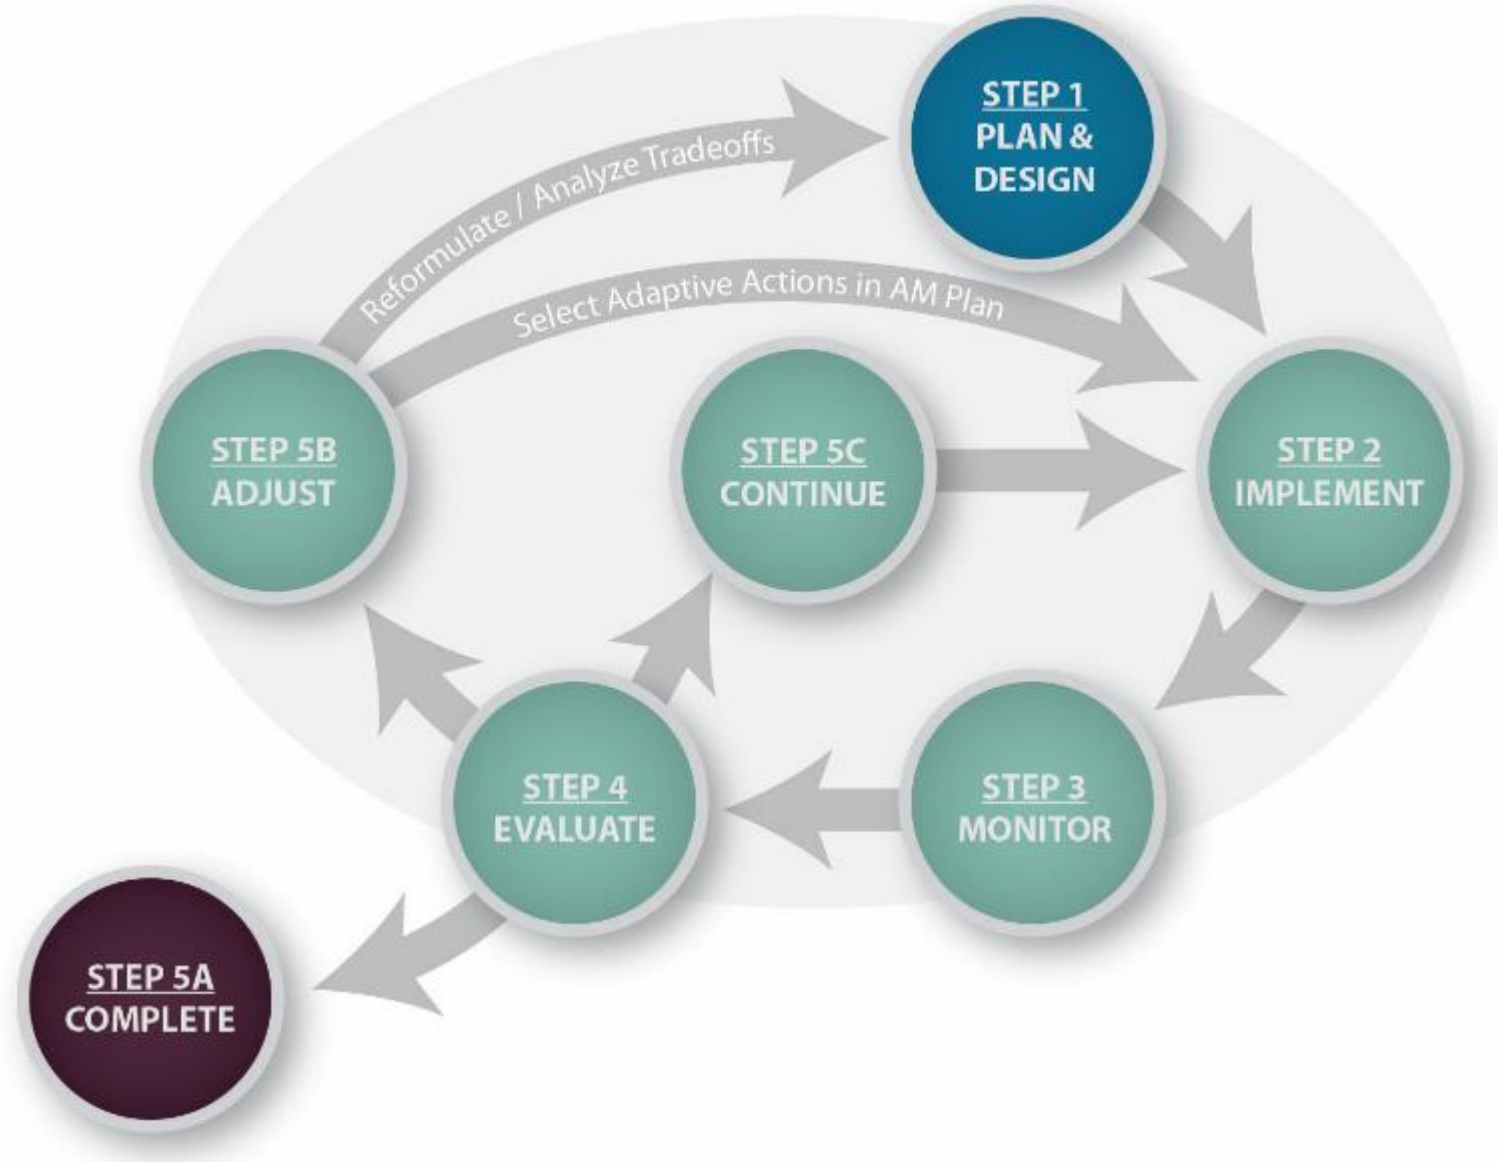 STEP 1
PLAN &
DESIGN
Reformulate / Analyze Tradeoffs
Select Adaptive Actions in AM Plan
STEP 5B
ADJUST
STEP 5C
CONTINUE
STEP 2
IMPLEMENT
STEP 4
EVALUATE
STEP 3
MONITOR
STEP 5A
COMPLETE